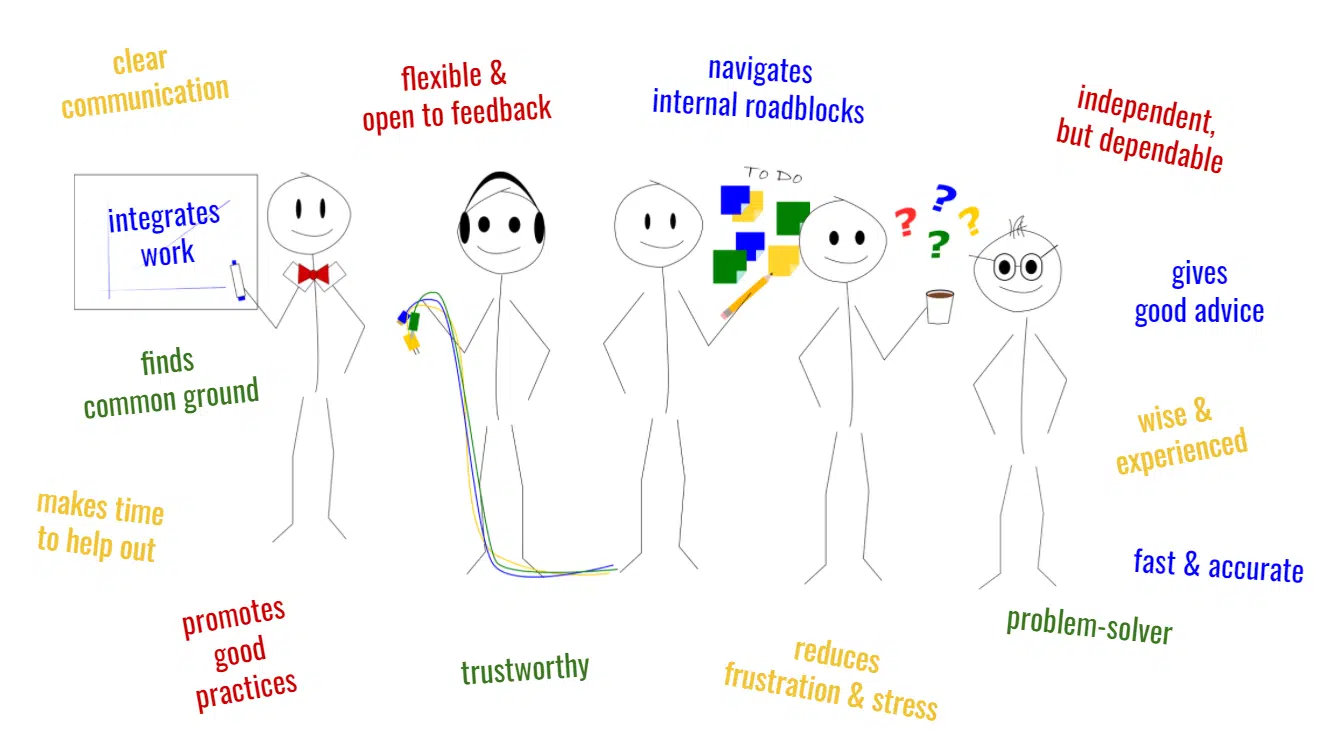 clear
communication
flexible &
open to feedback
navigates
internal roadblocks
independent,
but dependable
TO DO
integrates
work
? ? ? ?
gives
good advice
finds
common ground
wise &
experienced
makes time
to help out
fast & accurate
promotes
good
practices
trustworthy
reduces
frustration & stress
problem-solver